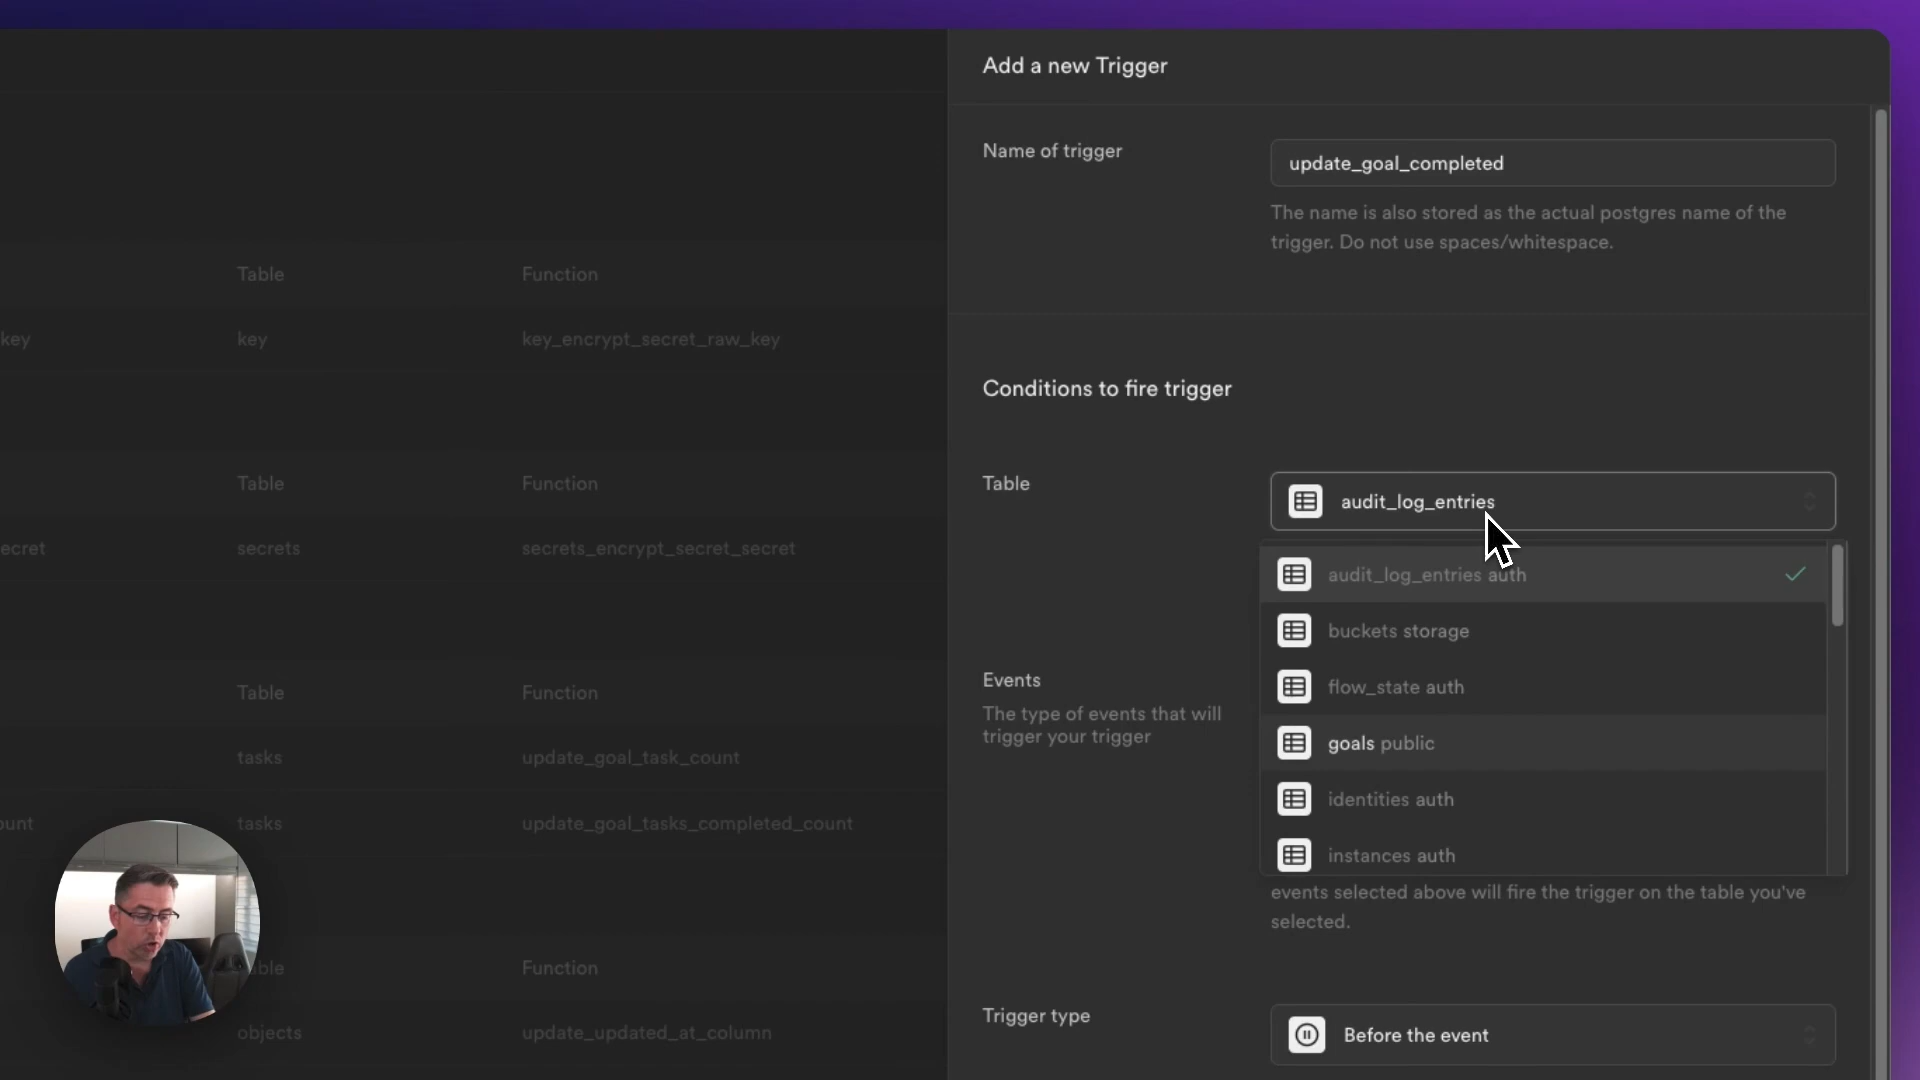 Add a new Trigger
Name of trigger
update_goal_completed
The name is also stored as the actual postgres name of the
trigger. Do not use spaces/whitespace.
Table Function
key key key_encrypt_secret_raw_key
Conditions to fire trigger
Table Function
Table
audit_log_entries
ecret secrets secrets_encrypt_secret_secret
audit_log_entries auth
buckets storage
flow_state auth
goals public
identities auth
instances auth
Events
The type of events that will
trigger your trigger
Table Function
tasks update_goal_task_count
ount tasks update_goal_tasks_completed_count
events selected above will fire the trigger on the table you've
selected.
ble Function
objects update_updated_at_column
Trigger type
Before the event